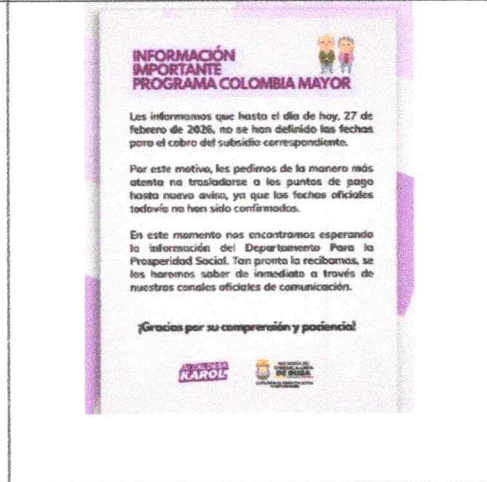 INFORMACIÓN
IMPORTANTE
PROGRAMA COLOMBIA MAYOR
Les informamos que hasta el día de hoy, 27 de
febrero de 2026, no se han definido las fechas
para el cobro del subsidio correspondiente.
Por este motivo, les pedimos de la manera más
atenta no trasladarse a los puntos de pago
hasta nuevo aviso, ya que las fechas oficiales
todavía no han sido confirmadas.
En este momento nos encontramos esperando
la información del Departamento Para la
Prosperidad Social. Tan pronto la recibamos, se
los haremos saber de inmediato a través de
nuestros canales oficiales de comunicación.
¡Gracias por su comprensión y paciencia!
ALCALDESA
KAROL
DE BUGA